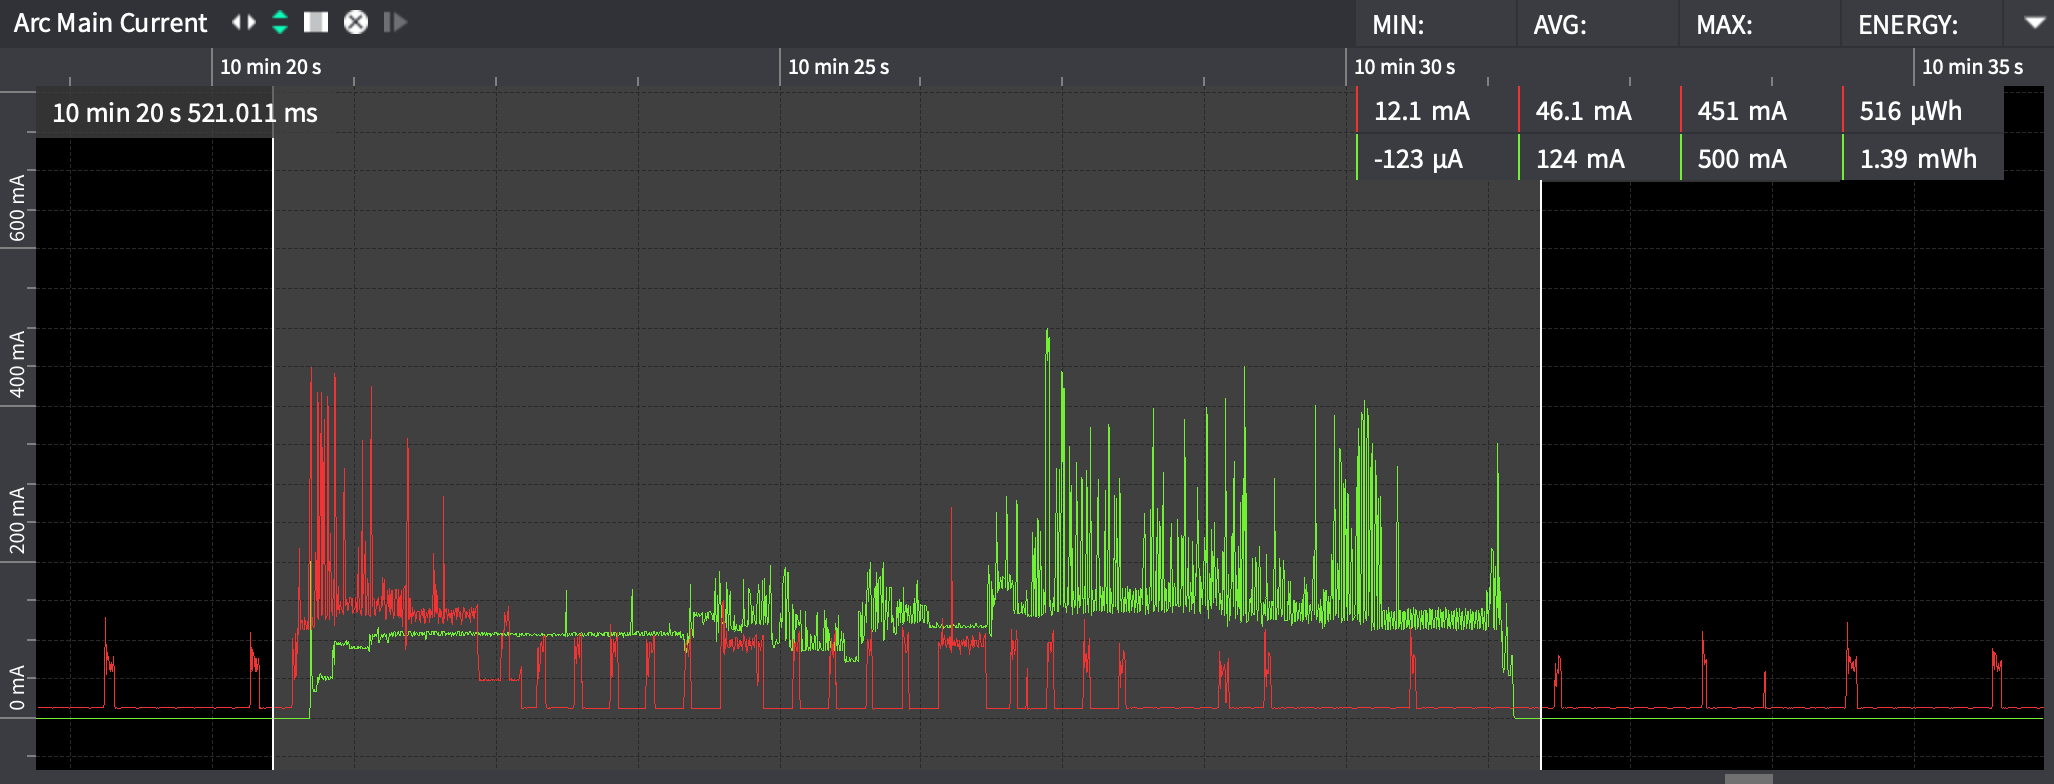 Arc Main Current MIN: AVG: MAX: ENERGY:
10 min 20 s 10 min 25 s 10 min 30 s 10 min 35 s
10 min 20 s 521.011 ms
12.1 mA 46.1 mA 451 mA 516 µWh
-123 µA 124 mA 500 mA 1.39 mWh
600 mA
400 mA
200 mA
0 mA